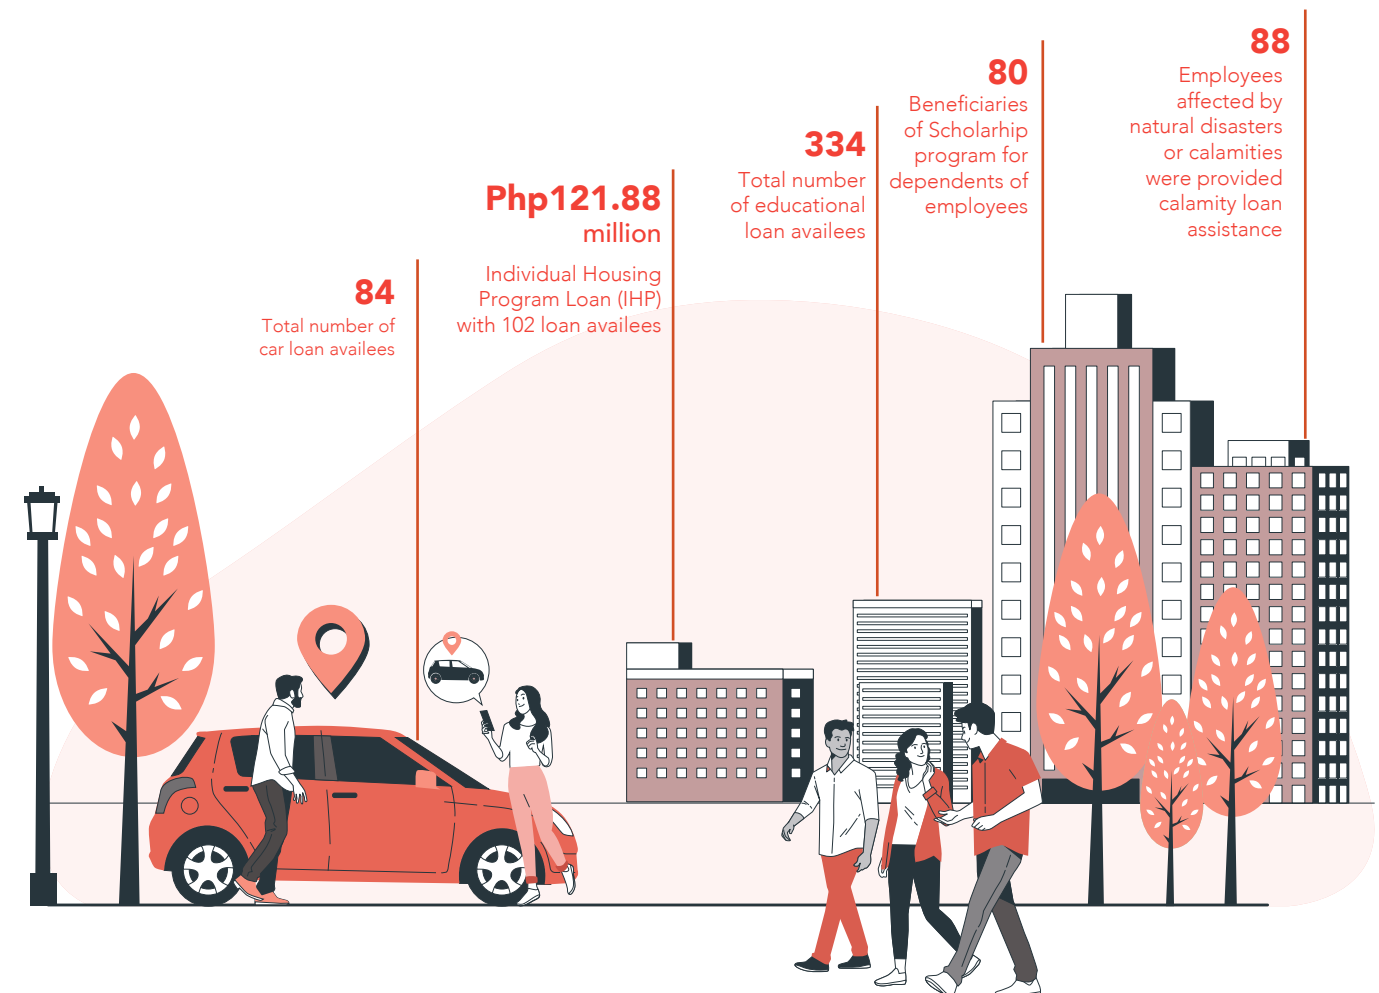 84
Total number of
car loan availees
Php121.88
million
Individual Housing
Program Loan (IHP)
with 102 loan availees
334
Total number
of educational
loan availees
80
Beneficiaries
of Scholarhip
program for
dependents of
employees
88
Employees
affected by
natural disasters
or calamities
were provided
calamity loan
assistance